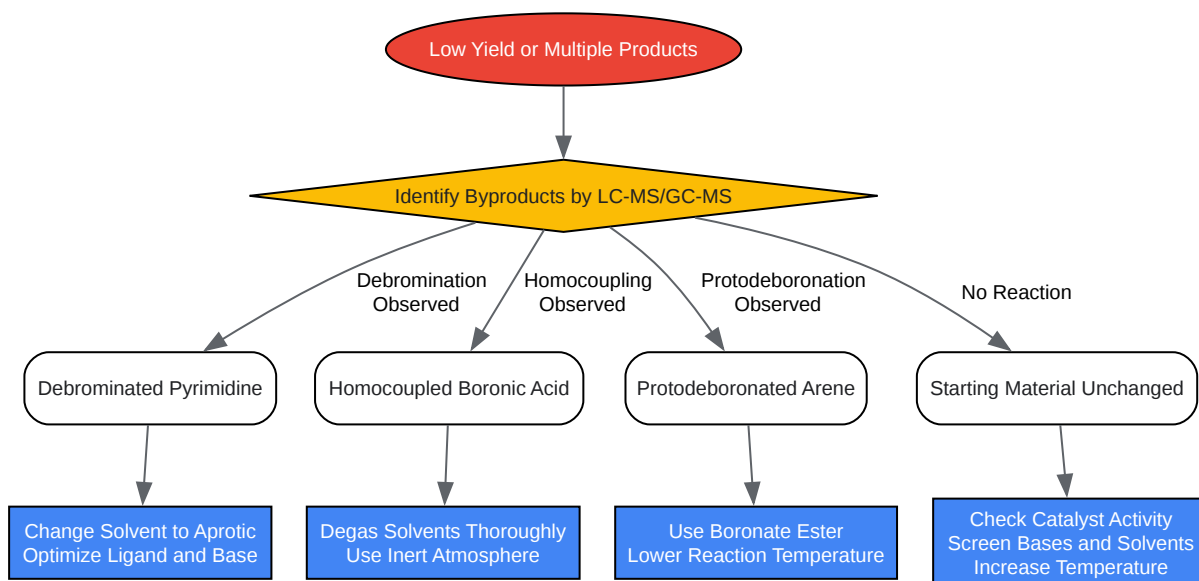 Low Yield or Multiple Products
Identify Byproducts by LC-MS/GC-MS
Debromination
Observed
Homocoupling
Observed
Protodeboronation
Observed
No Reaction
Debrominated Pyrimidine
Homocoupled Boronic Acid
Protodeboronated Arene
Starting Material Unchanged
Change Solvent to Aprotic
Optimize Ligand and Base
Degas Solvents Thoroughly
Use Inert Atmosphere
Use Boronate Ester
Lower Reaction Temperature
Check Catalyst Activity
Screen Bases and Solvents
Increase Temperature